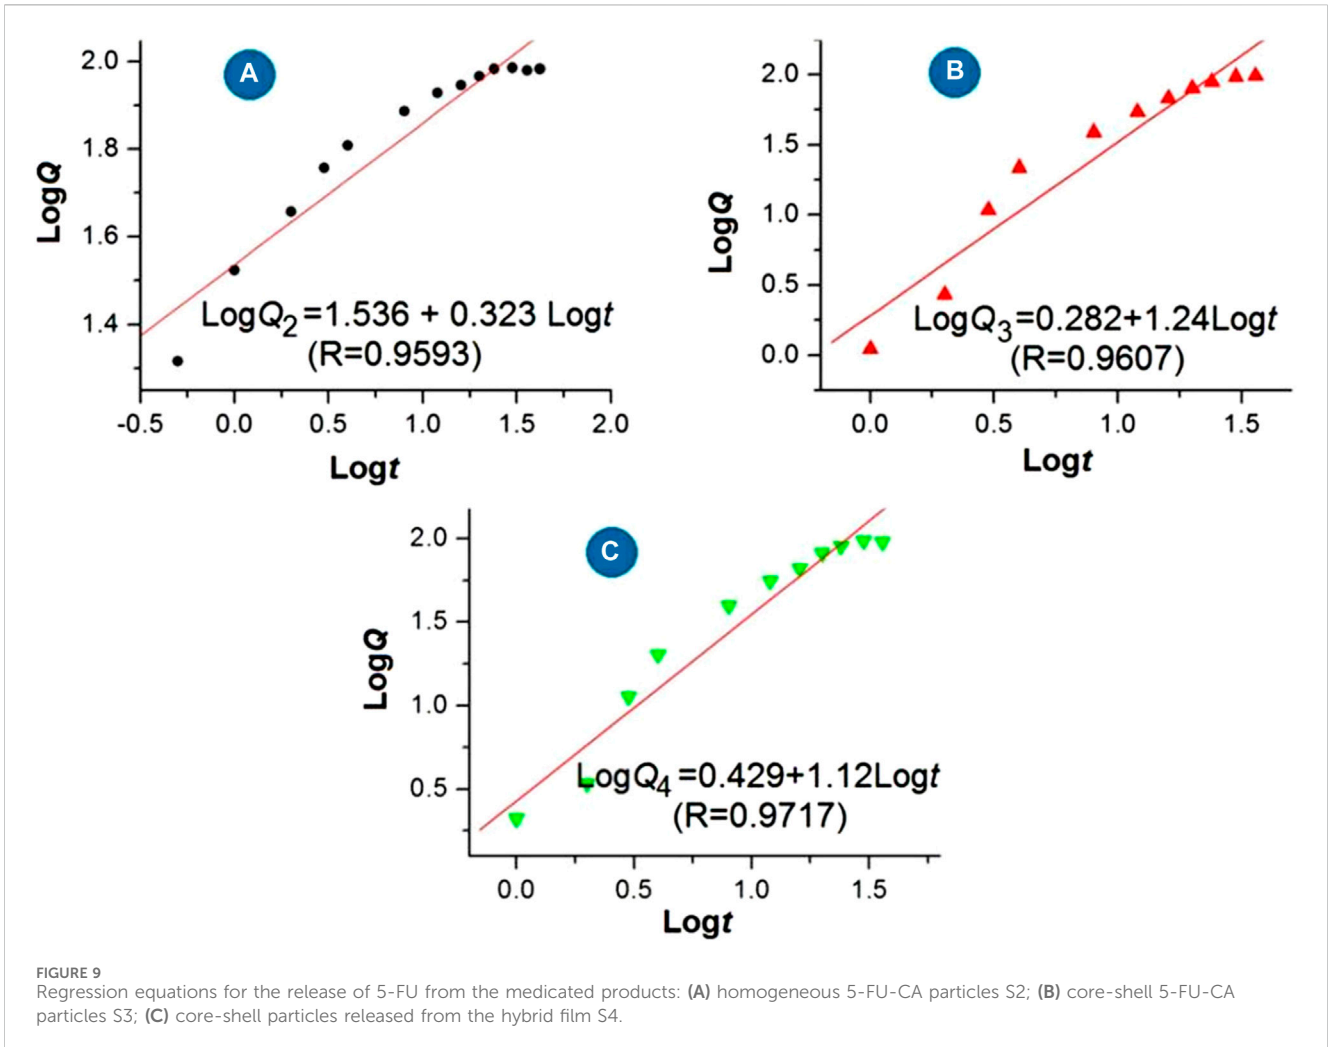 A
2.0
1.8
1.6
1.4
LogQ
LogQ2=1.536 + 0.323 Logt
(R=0.9593)
-0.5 0.0 0.5 1.0 1.5 2.0
Logt
B
2.0
1.5
1.0
0.5
0.0
LogQ
LogQ3=0.282+1.24Logt
(R=0.9607)
0.0 0.5 1.0 1.5
Logt
C
2.0
1.5
1.0
0.5
LogQ
LogQ4=0.429+1.12Logt
(R=0.9717)
0.0 0.5 1.0 1.5
Logt
FIGURE 9
Regression equations for the release of 5-FU from the medicated products: (A) homogeneous 5-FU-CA particles S2; (B) core-shell 5-FU-CA
particles S3; (C) core-shell particles released from the hybrid film S4.